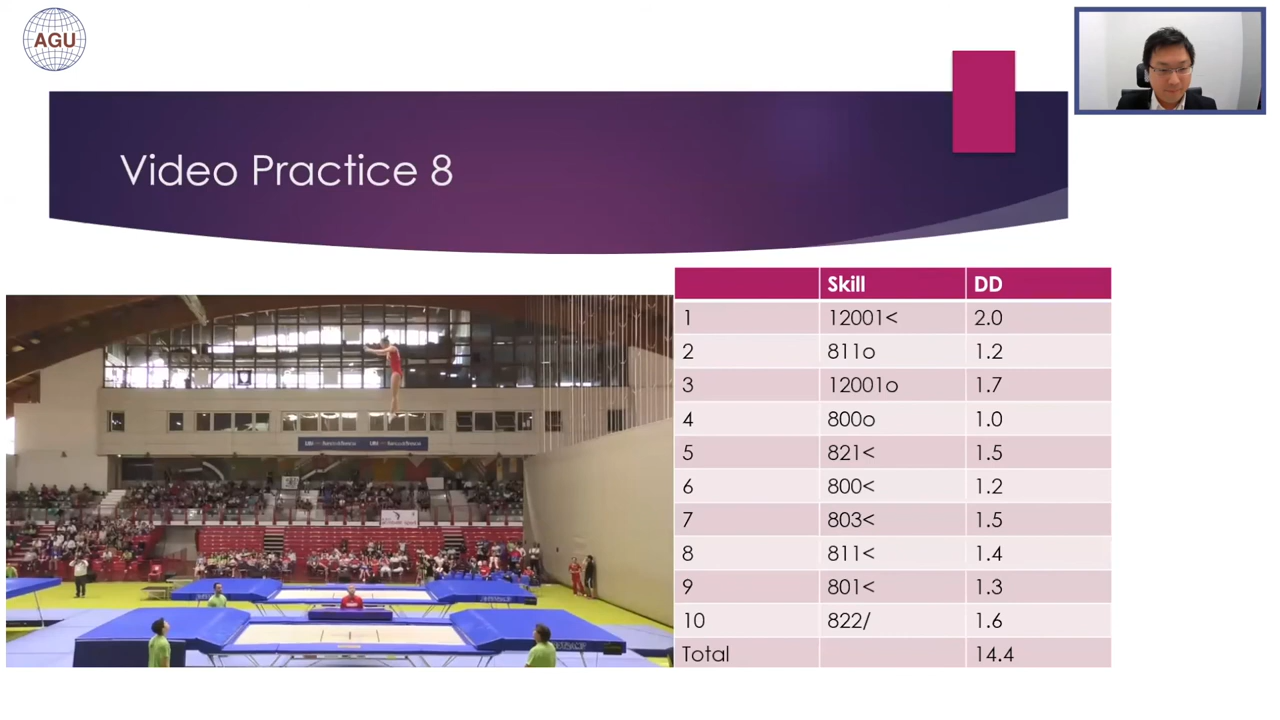 AGU
Video Practice 8
Skill DD
1 12001< 2.0
2 811o 1.2
3 12001o 1.7
4 800o 1.0
5 821< 1.5
6 800< 1.2
7 803< 1.5
8 811< 1.4
9 801< 1.3
10 822/ 1.6
Total 14.4